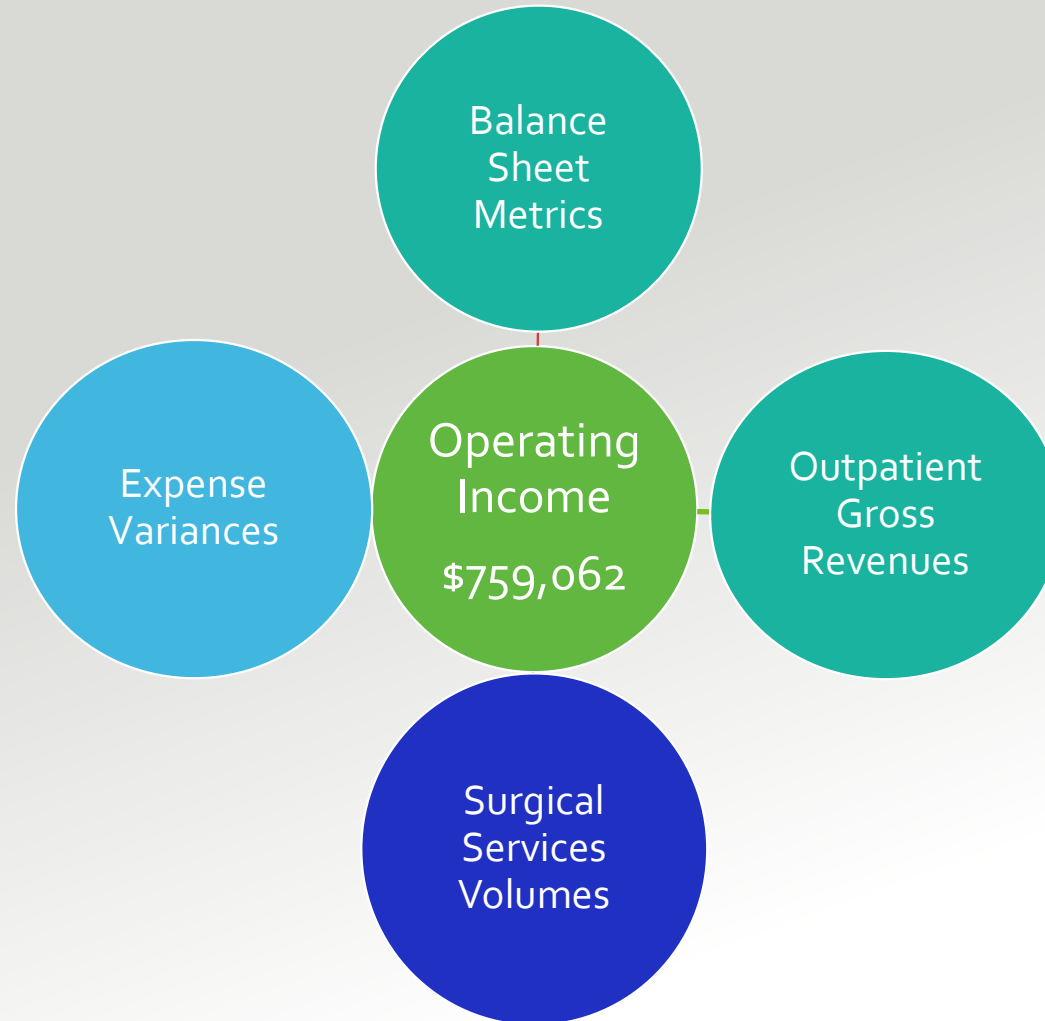 Balance
Sheet
Metrics
Expense
Variances
Operating
Income
$759,062
Outpatient
Gross
Revenues
Surgical
Services
Volumes